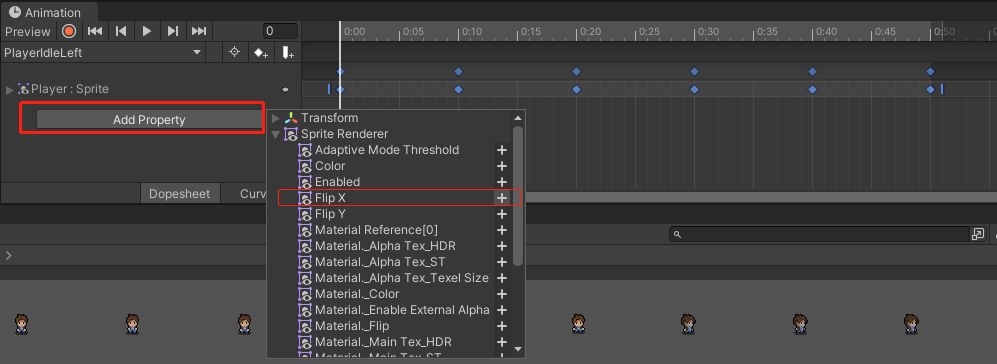 Animation
Preview 0 0:00 0:05 0:10 0:15 0:20 0:25 0:30 0:35 0:40 0:45 0:50
PlayerIdleLeft
Player : Sprite
Add Property
Transform
Sprite Renderer
Adaptive Mode Threshold
Color
Enabled
Flip X
Flip Y
Material Reference[0]
Material._Alpha Tex_HDR
Material._Alpha Tex_ST
Material._Alpha Tex_Texel Size
Material._Color
Material._Enable External Alpha
Material._Flip
Material._Main Tex_HDR
Material._Main Tex_ST
Dopesheet Curv